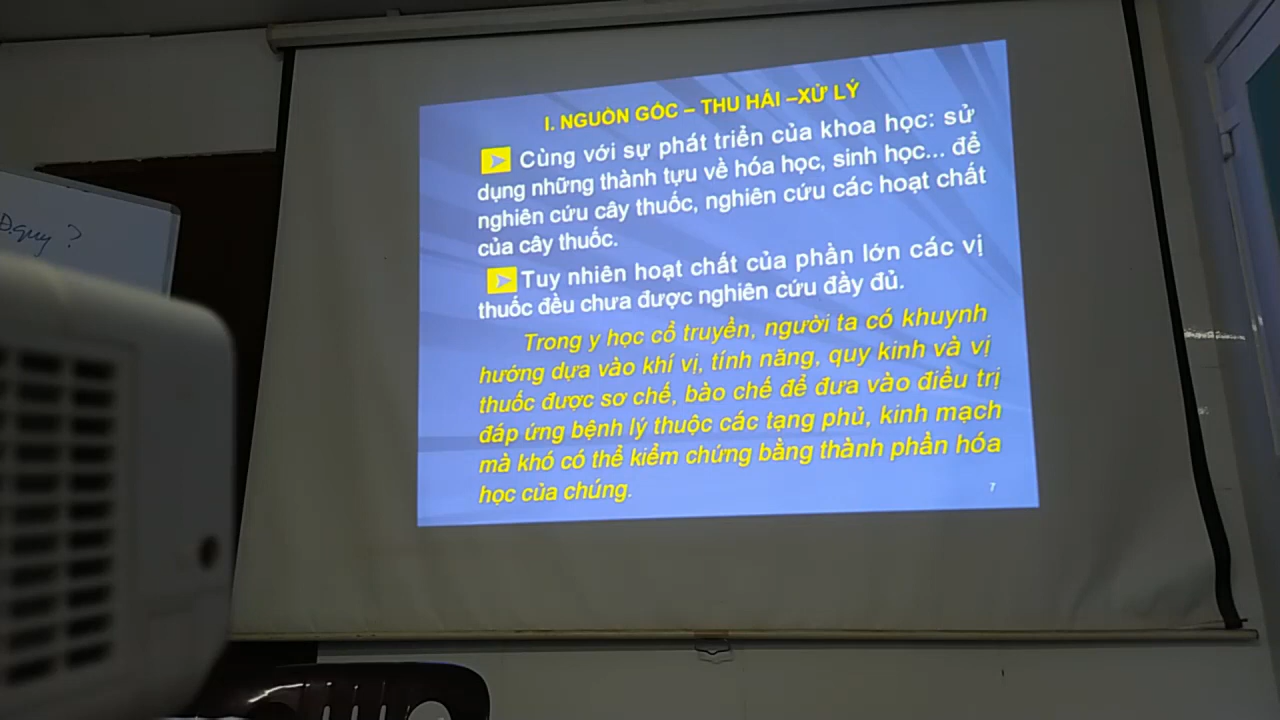 Đ.quy ?
I. NGUỒN GỐC – THU HÁI –XỬ LÝ
Cùng với sự phát triển của khoa học: sử
dụng những thành tựu về hóa học, sinh học... để
nghiên cứu cây thuốc, nghiên cứu các hoạt chất
của cây thuốc.
Tuy nhiên hoạt chất của phần lớn các vị
thuốc đều chưa được nghiên cứu đầy đủ.
Trong y học cổ truyền, người ta có khuynh
hướng dựa vào khí vị, tính năng, quy kinh và vị
thuốc được sơ chế, bào chế để đưa vào điều trị
đáp ứng bệnh lý thuộc các tạng phủ, kinh mạch
mà khó có thể kiểm chứng bằng thành phần hóa
học của chúng.
7